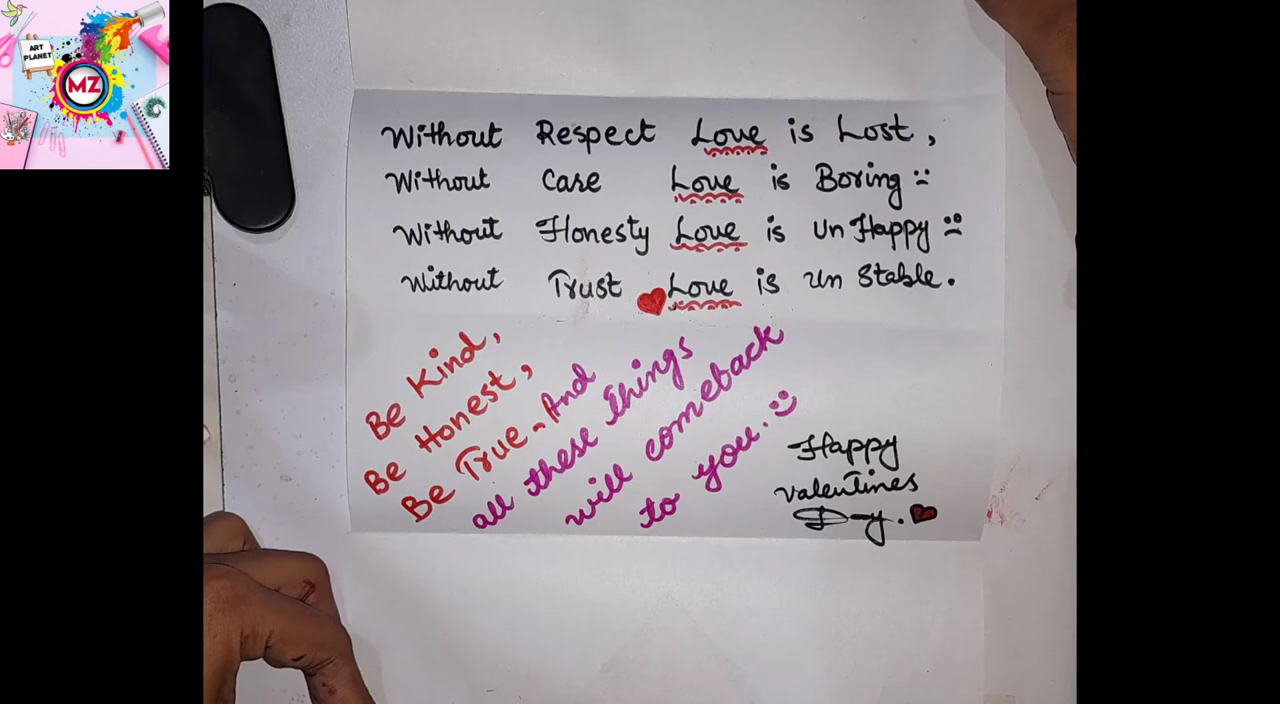 ART
PLANET
MZ
Without Respect Love is Lost,
Without Care Love is Boring
Without Honesty Love is Un Happy
Without Trust Love is Un Stable.
Be Kind,
Be Honest,
Be True - And
all these things
will comeback
to you.
Happy
Valentines
Day.